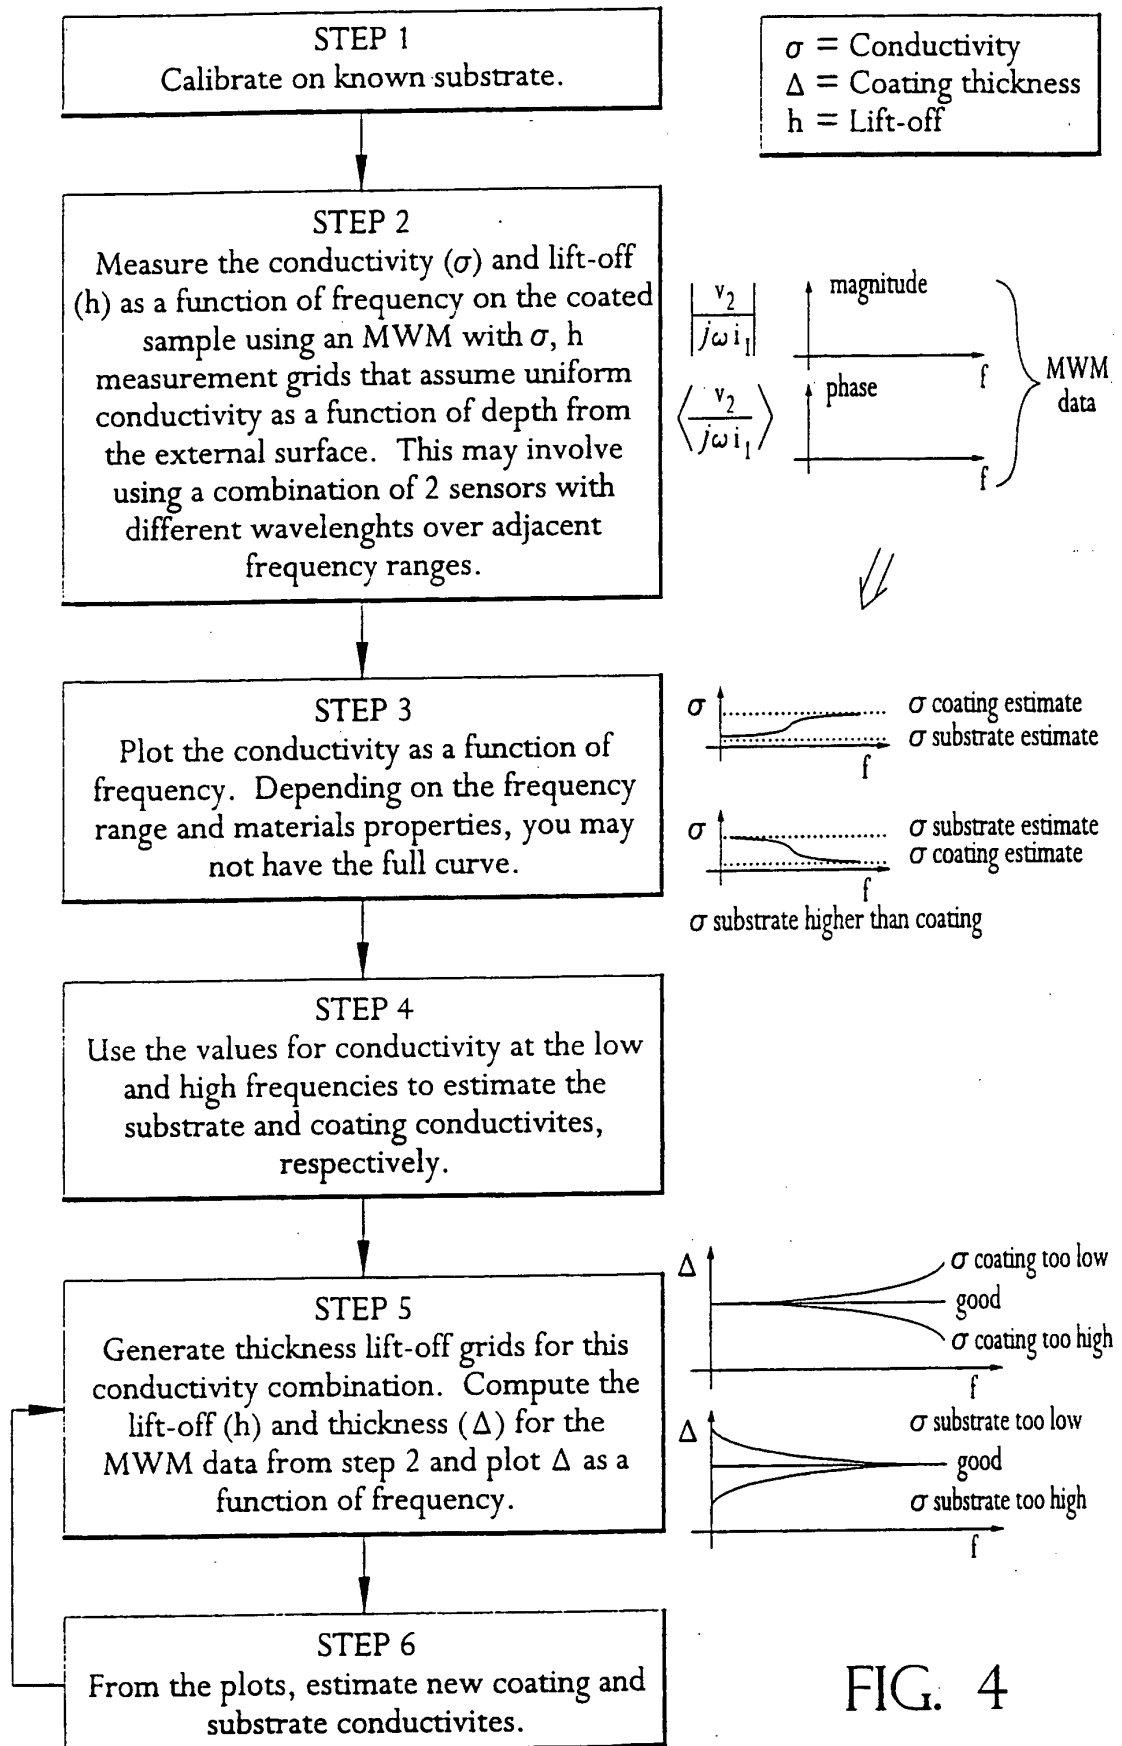 STEP 1
Calibrate on known substrate.
σ = Conductivity
Δ = Coating thickness
h = Lift-off
STEP 2
Measure the conductivity (σ) and lift-off
(h) as a function of frequency on the coated
sample using an MWM with σ, h
measurement grids that assume uniform
conductivity as a function of depth from
the external surface. This may involve
using a combination of 2 sensors with
different wavelenghts over adjacent
frequency ranges.
|v₂ / jω i₁|
magnitude
f
⟨v₂ / jω i₁⟩
phase
f
MWM
data
STEP 3
Plot the conductivity as a function of
frequency. Depending on the frequency
range and materials properties, you may
not have the full curve.
σ
σ coating estimate
σ substrate estimate
f
σ
σ substrate estimate
σ coating estimate
f
σ substrate higher than coating
STEP 4
Use the values for conductivity at the low
and high frequencies to estimate the
substrate and coating conductivites,
respectively.
STEP 5
Generate thickness lift-off grids for this
conductivity combination. Compute the
lift-off (h) and thickness (Δ) for the
MWM data from step 2 and plot Δ as a
function of frequency.
Δ
σ coating too low
good
σ coating too high
f
Δ
σ substrate too low
good
σ substrate too high
f
STEP 6
From the plots, estimate new coating and
substrate conductivites.
FIG. 4